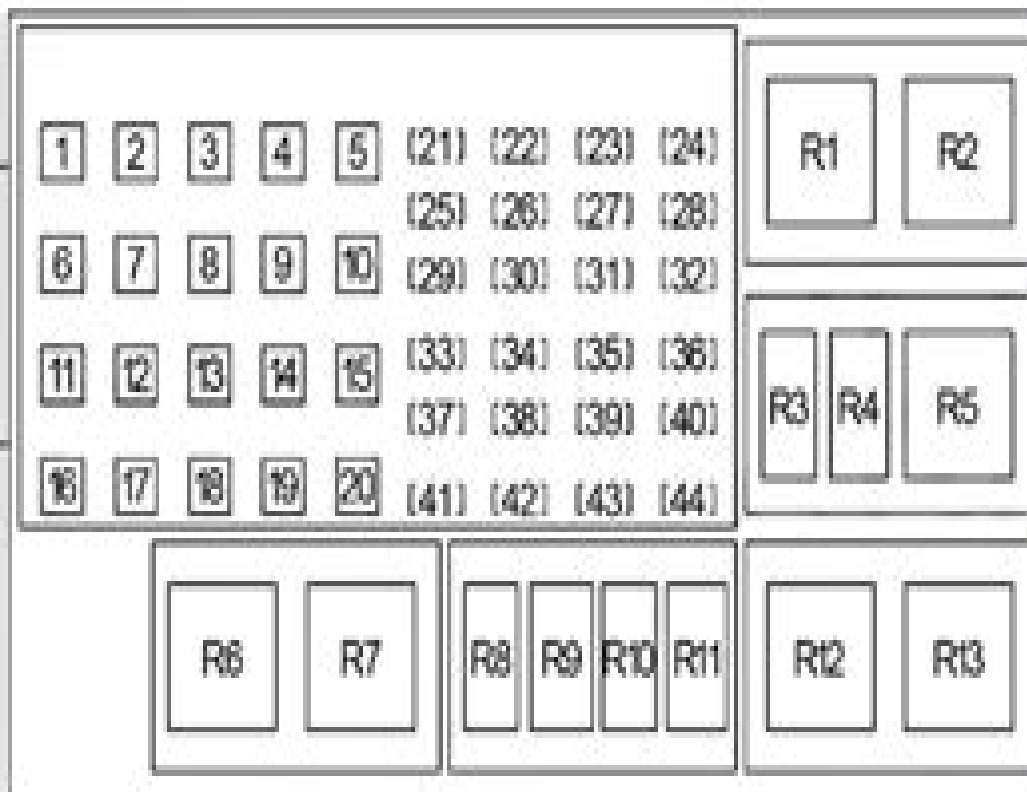 1 2 3 4 5 (21) (22) (23) (24)
(25) (26) (27) (28)
6 7 8 9 10 (29) (30) (31) (32)
11 12 13 14 15 (33) (34) (35) (36)
(37) (38) (39) (40)
16 17 18 19 20 (41) (42) (43) (44)
R1 R2
R3 R4 R5
R6 R7 R8 R9 R10 R11 R12 R13